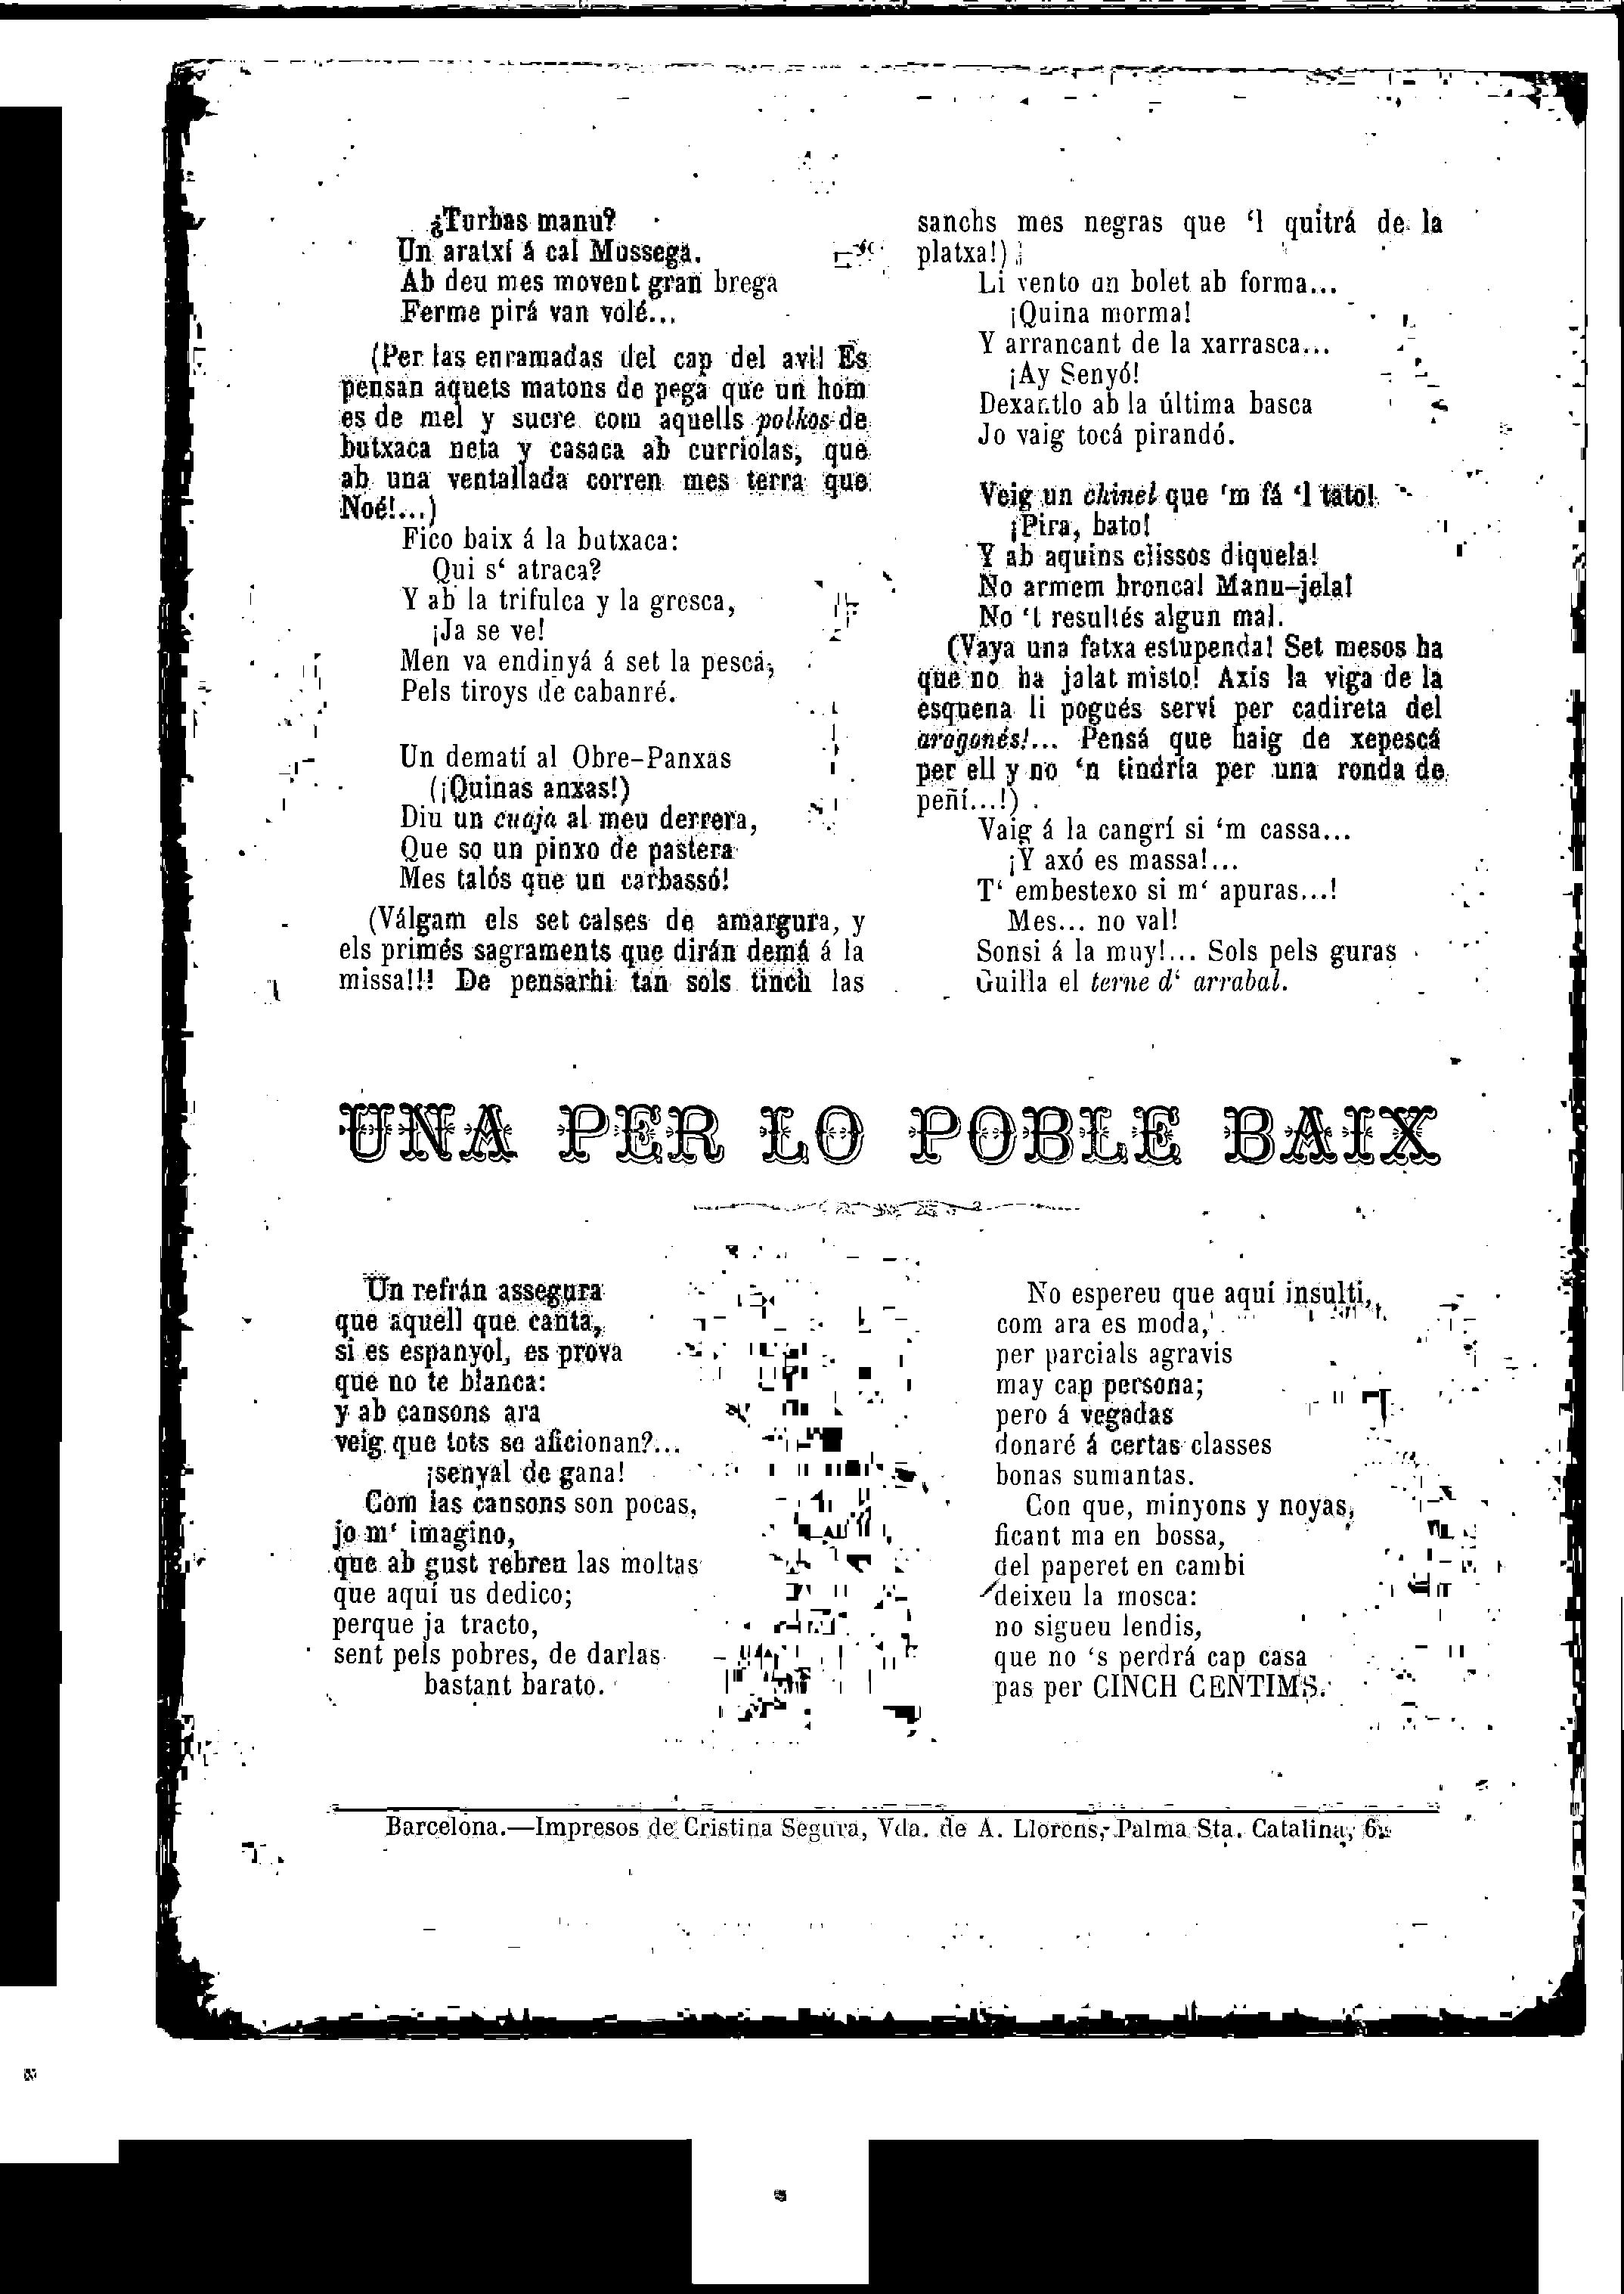 ¿Turbas manu?
Un araixí á cal Mossega.
Ab deu mes movent gran brega
Ferme pirá van volé...
(Per las enramadas del cap del avi! Es
pensan aquets matons de pega que un hom
es de mel y sucre com aquells polkos de
butxaca neta y casaca ab curriolas, que
ab una ventallada corren mes terra que
Noé!...)
Fico baix á la butxaca:
Qui s‘ atraca?
Y ab la trifulca y la gresca,
¡Ja se ve!
Men va endinyá á set la pesca,
Pels tiroys de cabanré.
Un dematí al Obre-Panxas
(¡Quinas anxas!)
Diu un cuaja al meu derrera,
Que so un pinxo de pastera
Mes talós que un carbassó!
(Válgam els set calses de amargura, y
els primés sagraments que dirán demá á la
missa!!! De pensarhi tan sols tinch las
sanchs mes negras que ‘l quitrá de la
platxa!)
Li vento un bolet ab forma...
¡Quina morma!
Y arrancant de la xarrasca...
¡Ay Senyó!
Dexantlo ab la última basca
Jo vaig tocá pirandó.
Veig un chinel que ’m fá ‘l tato!
¡Pira, bato!
Y ab aquins clissos diquela!
No armem bronca! Manu-jela!
No ‘t resultés algun mal.
(Vaya una fatxa estupenda! Set mesos ha
que no ha jalat misto! Axis la viga de la
esquena li pogués serví per cadireta del
aragonés!... Pensá que haig de xepescá
per ell y no ‘n tindría per una ronda de
peñí...!)
Vaig á la cangrí si ‘m cassa...
¡Y axó es massa!...
T‘ embestexo si m‘ apuras...!
Mes... no val!
Sonsi á la muy!... Sols pels guras
Guilla el terne d‘ arrabal.
UNA PER LO POBLE BAIX
Un refrán assegura
que aquell que canta,
si es espanyol, es prova
que no te blanca:
y ab cansons ara
veig que tots se aficionan?...
¡senyal de gana!
Com las cansons son pocas,
jo m‘ imagino,
que ab gust rebreu las moltas
que aquí us dedico;
perque ja tracto,
sent pels pobres, de darlas
bastant barato.
No espereu que aquí insulti,
com ara es moda,
per parcials agravis
may cap persona;
pero á vegadas
donaré á certas classes
bonas sumantas.
Con que, minyons y noyas,
ficant ma en bossa,
del paperet en cambi
deixeu la mosca:
no sigueu lendis,
que no ‘s perdrá cap casa
pas per CINCH CENTIMS.
Barcelona.—Impresos de Cristina Segura, Vda. de A. Llorens, Palma Sta. Catalina, 6.